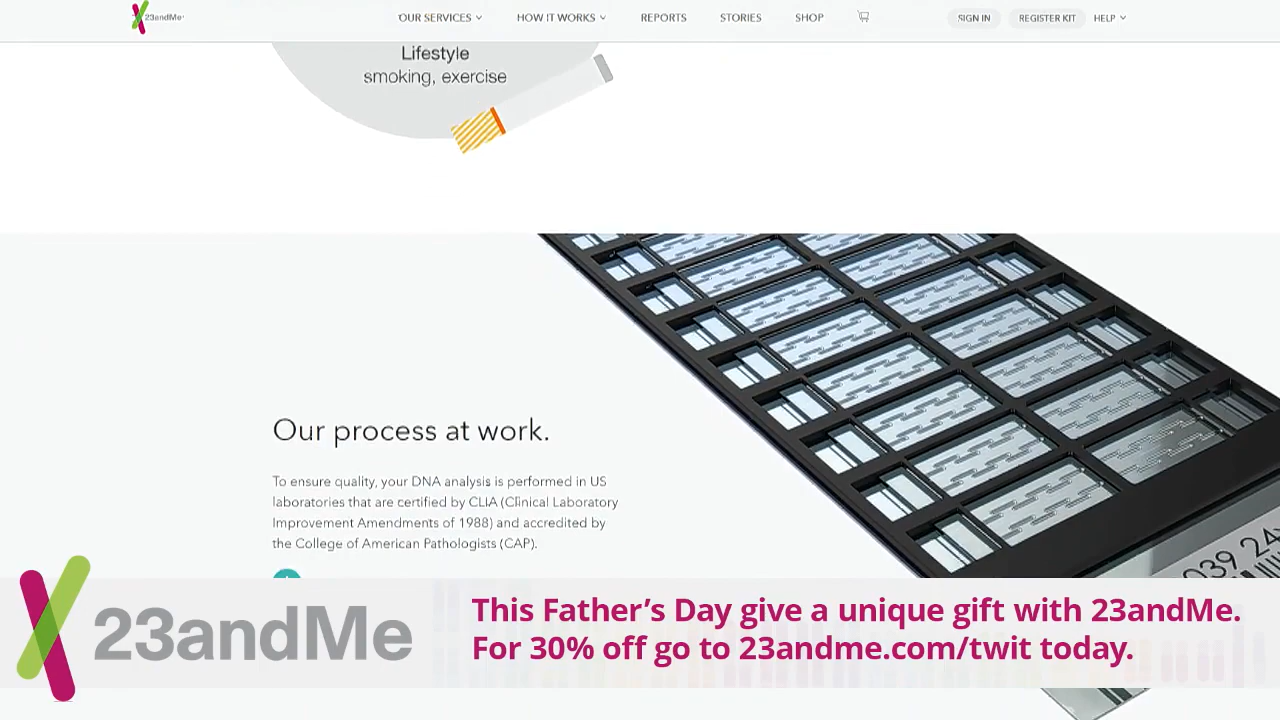 23andMe
OUR SERVICES
HOW IT WORKS
REPORTS
STORIES
SHOP
SIGN IN
REGISTER KIT
HELP
Lifestyle
smoking, exercise
Our process at work.
To ensure quality, your DNA analysis is performed in US
laboratories that are certified by CLIA (Clinical Laboratory
Improvement Amendments of 1988) and accredited by
the College of American Pathologists (CAP).
039 24
23andMe
This Father's Day give a unique gift with 23andMe.
For 30% off go to 23andme.com/twit today.